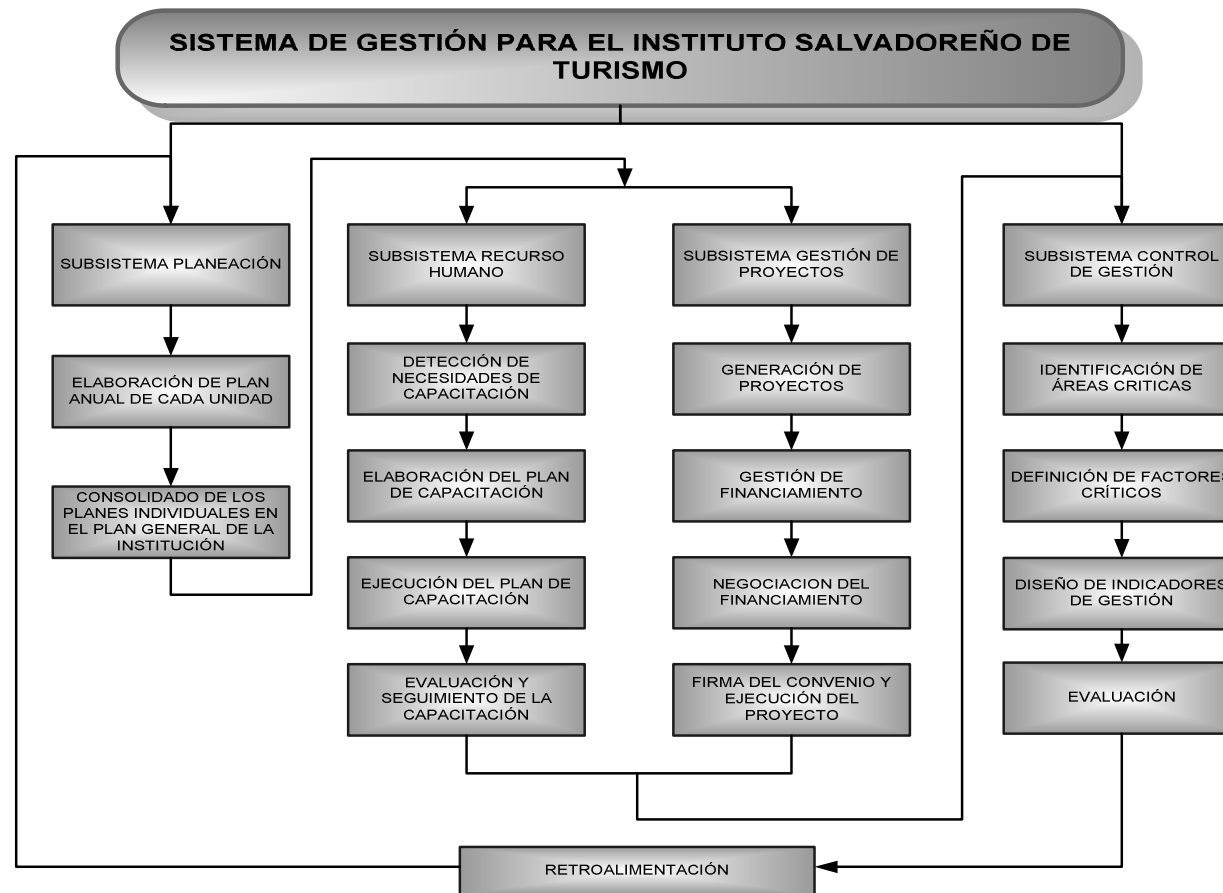 SISTEMA DE GESTIÓN PARA EL INSTITUTO SALVADOREÑO DE
TURISMO
SUBSISTEMA PLANEACIÓN
ELABORACIÓN DE PLAN
ANUAL DE CADA UNIDAD
CONSOLIDADO DE LOS
PLANES INDIVIDUALES EN
EL PLAN GENERAL DE LA
INSTITUCIÓN
SUBSISTEMA RECURSO
HUMANO
DETECCIÓN DE
NECESIDADES DE
CAPACITACIÓN
ELABORACIÓN DEL PLAN
DE CAPACITACIÓN
EJECUCIÓN DEL PLAN DE
CAPACITACIÓN
EVALUACIÓN Y
SEGUIMIENTO DE LA
CAPACITACIÓN
SUBSISTEMA GESTIÓN DE
PROYECTOS
GENERACIÓN DE
PROYECTOS
GESTIÓN DE
FINANCIAMIENTO
NEGOCIACION DEL
FINANCIAMIENTO
FIRMA DEL CONVENIO Y
EJECUCIÓN DEL
PROYECTO
SUBSISTEMA CONTROL
DE GESTIÓN
IDENTIFICACIÓN DE
ÁREAS CRITICAS
DEFINICIÓN DE FACTORES
CRÍTICOS
DISEÑO DE INDICADORES
DE GESTIÓN
EVALUACIÓN
RETROALIMENTACIÓN